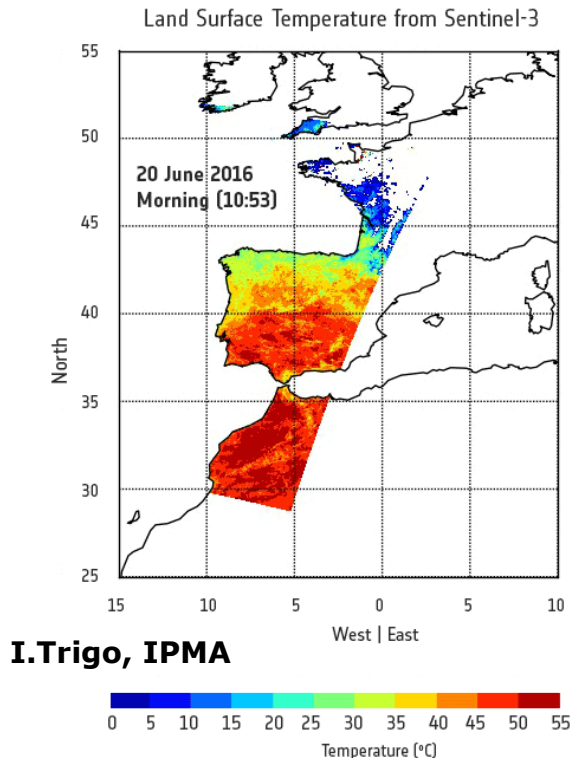 Land Surface Temperature from Sentinel-3
55
50
20 June 2016
Morning (10:53)
45
40
North
35
30
25
15 10 5 0 5 10
West | East
I.Trigo, IPMA
0 5 10 15 20 25 30 35 40 45 50 55
Temperature (°C)